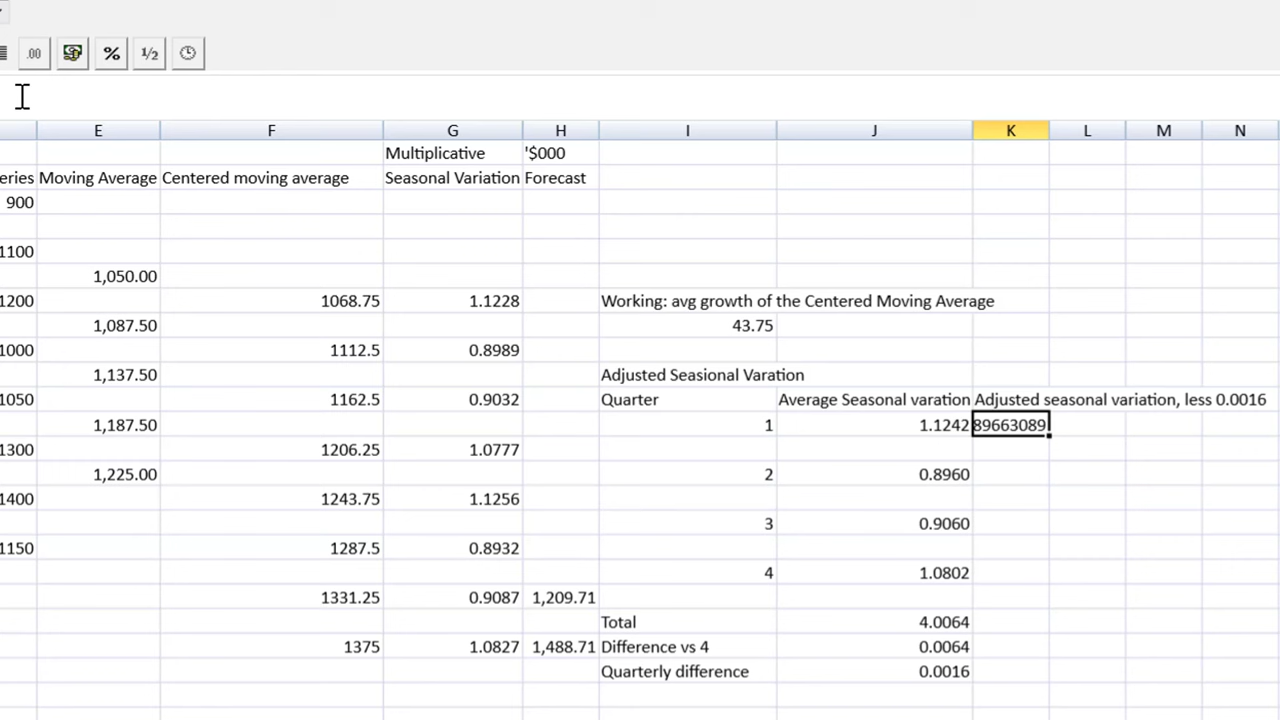 .00 % 1/2
E F G H I J K L M N
Multiplicative '$000
eries Moving Average Centered moving average Seasonal Variation Forecast
900
1100
1,050.00
1200 1068.75 1.1228 Working: avg growth of the Centered Moving Average
1,087.50 43.75
1000 1112.5 0.8989
1,137.50 Adjusted Seasional Varation
1050 1162.5 0.9032 Quarter Average Seasonal varation Adjusted seasonal variation, less 0.0016
1,187.50 1 1.1242 89663089
1300 1206.25 1.0777
1,225.00 2 0.8960
1400 1243.75 1.1256
3 0.9060
1150 1287.5 0.8932
4 1.0802
1331.25 0.9087 1,209.71
Total 4.0064
1375 1.0827 1,488.71 Difference vs 4 0.0064
Quarterly difference 0.0016